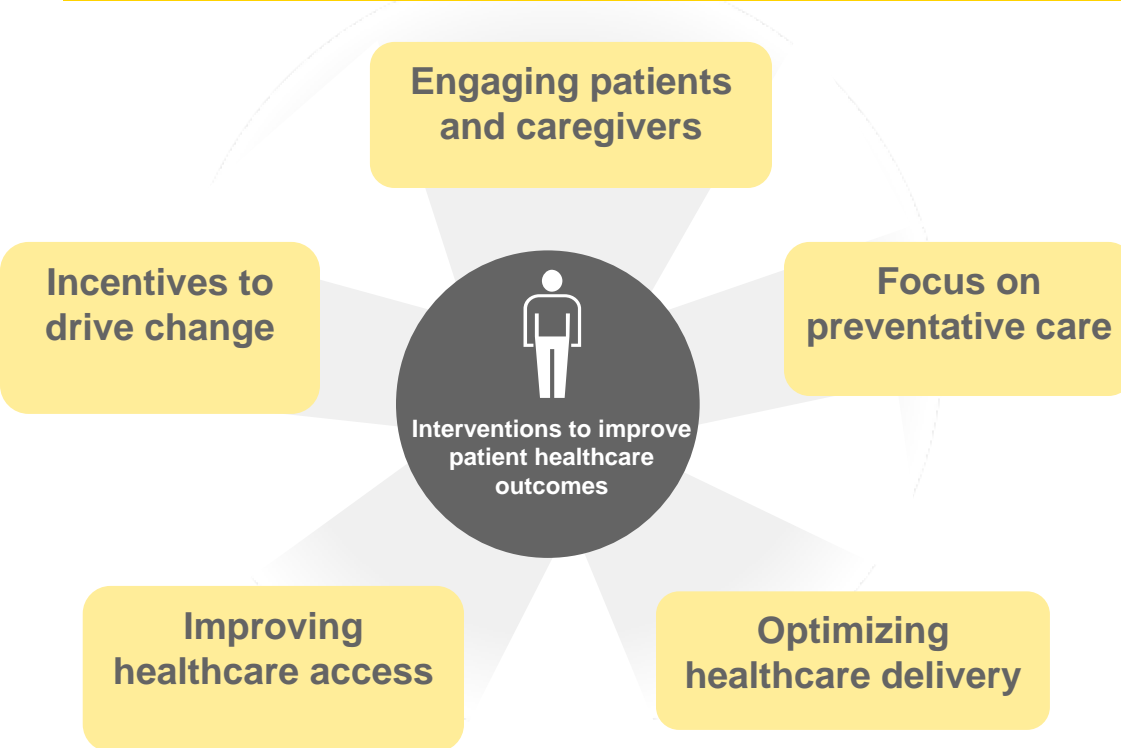 Engaging patients
and caregivers
Incentives to
drive change
Focus on
preventative care
Interventions to improve
patient healthcare
outcomes
Improving
healthcare access
Optimizing
healthcare delivery